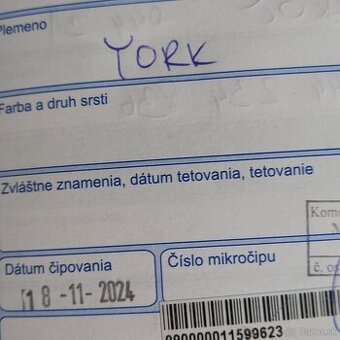 Plemeno
YORK
Farba a druh srsti
Zvláštne znamenia, dátum tetovania, tetovanie
Dátum čipovania
18 -11- 2024
Číslo mikročipu
č.